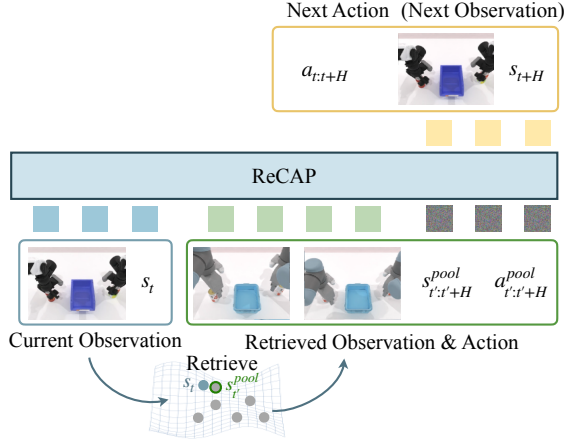 Next Action (Next Observation)
a_{t:t+H} s_{t+H}
ReCAP
s_t s^{pool}_{t':t'+H} a^{pool}_{t':t'+H}
Current Observation Retrieved Observation & Action
Retrieve
s_t s^{pool}_{t'}